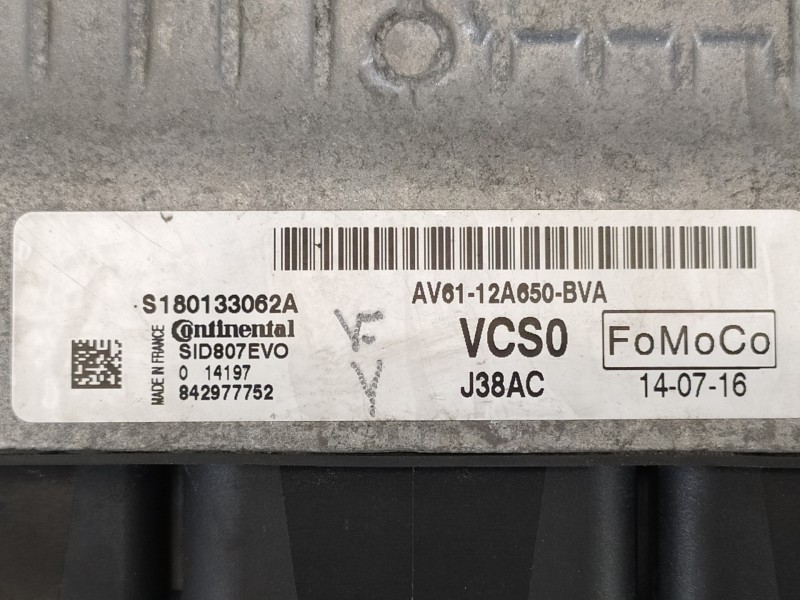 AV61-12A650-BVA
S180133062A
Continental
SID807EVO
0 14197
842977752
MADE IN FRANCE
VCS0
FoMoCo
J38AC
14-07-16